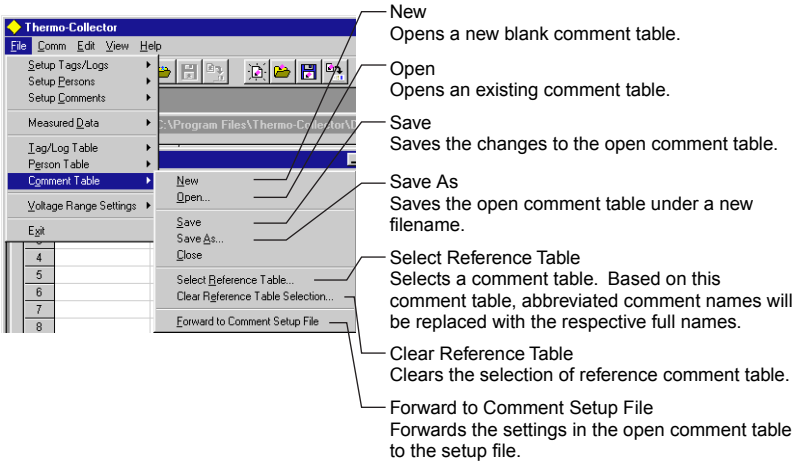 Thermo-Collector
File Comm Edit View Help
Setup Tags/Logs
Setup Persons
Setup Comments
Measured Data
C:\Program Files\Thermo-Collector\D
Tag/Log Table
Person Table
Comment Table
Voltage Range Settings
Exit
New
Open...
Save
Save As...
Close
Select Reference Table...
Clear Reference Table Selection...
Forward to Comment Setup File
4
5
6
7
8
New
Opens a new blank comment table.
Open
Opens an existing comment table.
Save
Saves the changes to the open comment table.
Save As
Saves the open comment table under a new
filename.
Select Reference Table
Selects a comment table. Based on this
comment table, abbreviated comment names will
be replaced with the respective full names.
Clear Reference Table
Clears the selection of reference comment table.
Forward to Comment Setup File
Forwards the settings in the open comment table
to the setup file.